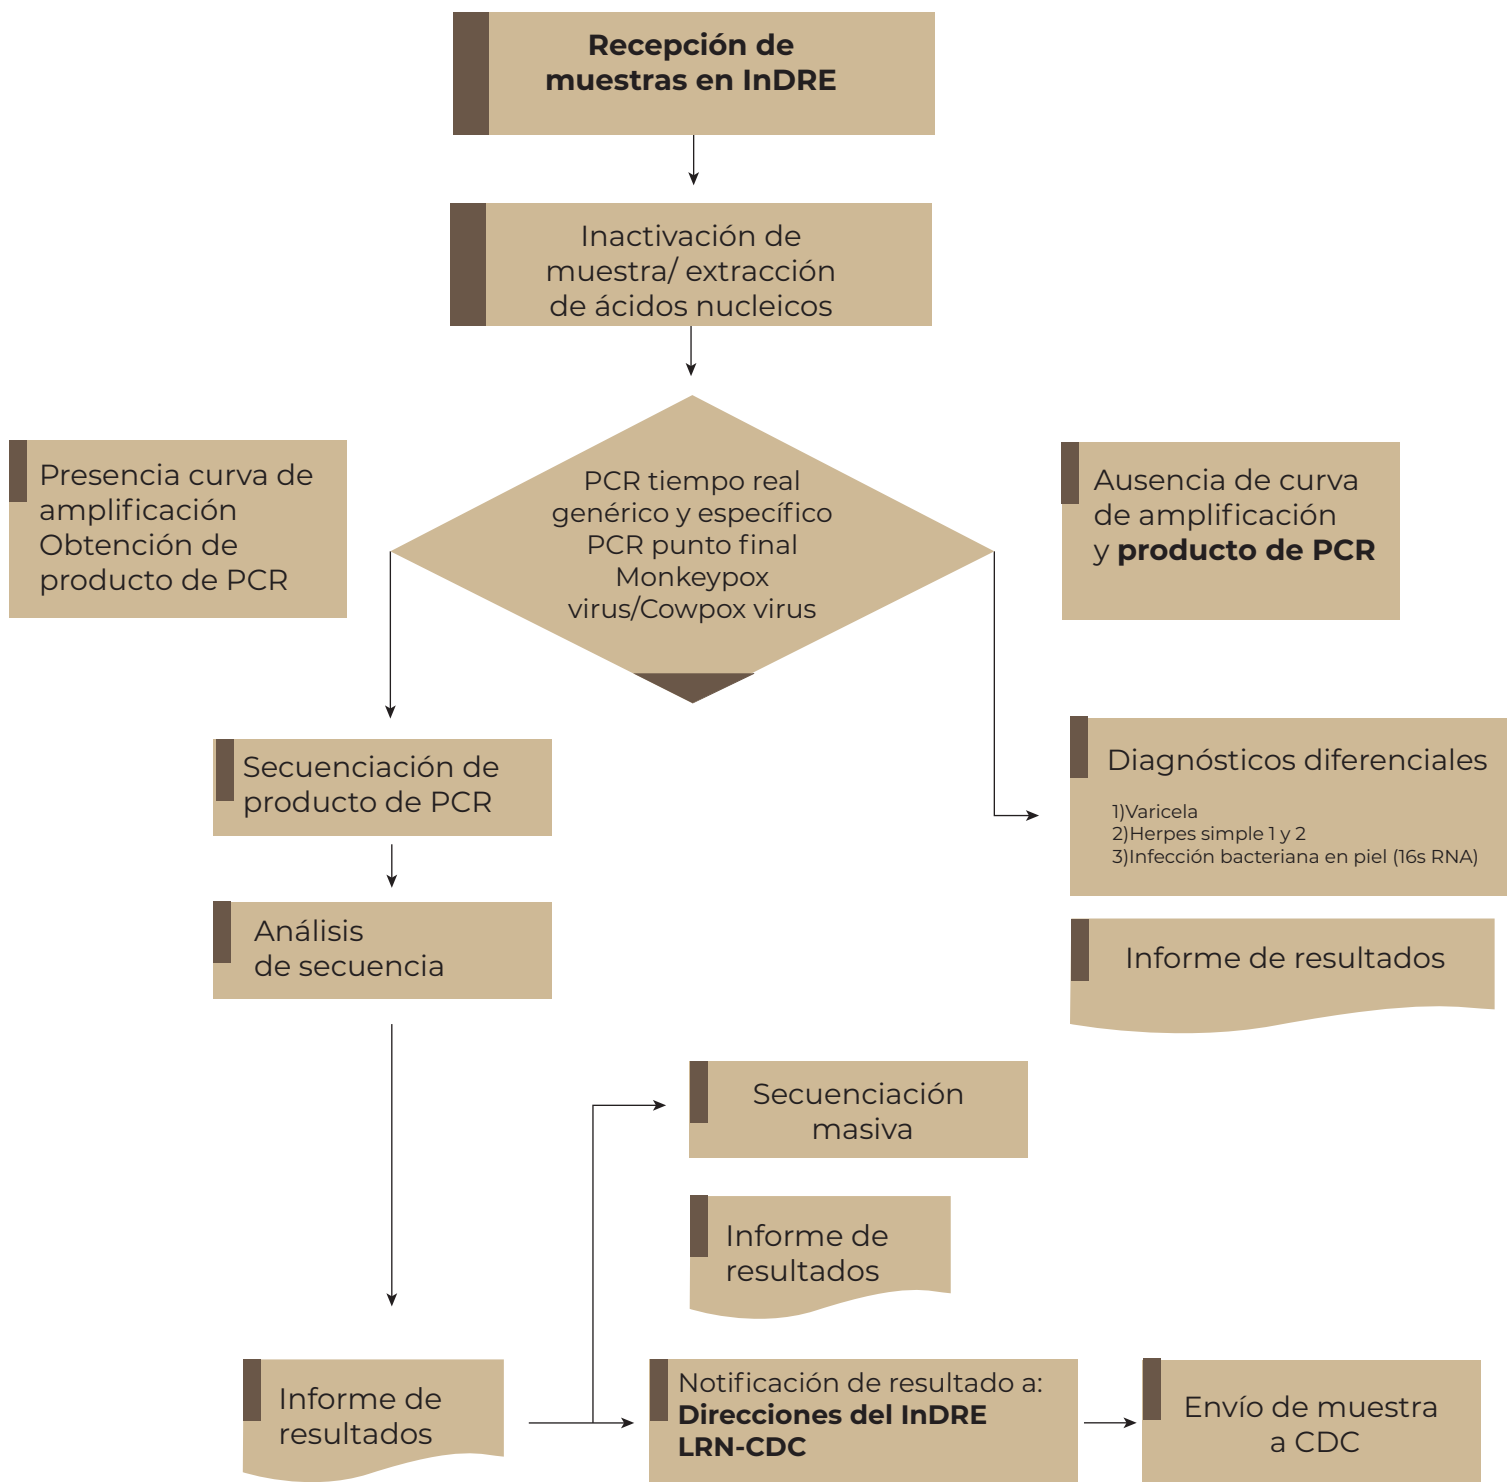 Recepción de
muestras en InDRE
Inactivación de
muestra/ extracción
de ácidos nucleicos
Presencia curva de
amplificación
Obtención de
producto de PCR
PCR tiempo real
genérico y específico
PCR punto final
Monkeypox
virus/Cowpox virus
Ausencia de curva
de amplificación
y producto de PCR
Secuenciación de
producto de PCR
Diagnósticos diferenciales
1)Varicela
2)Herpes simple 1 y 2
3)Infección bacteriana en piel (16s RNA)
Análisis
de secuencia
Informe de resultados
Secuenciación
masiva
Informe de
resultados
Informe de
resultados
Notificación de resultado a:
Direcciones del InDRE
LRN-CDC
Envío de muestra
a CDC